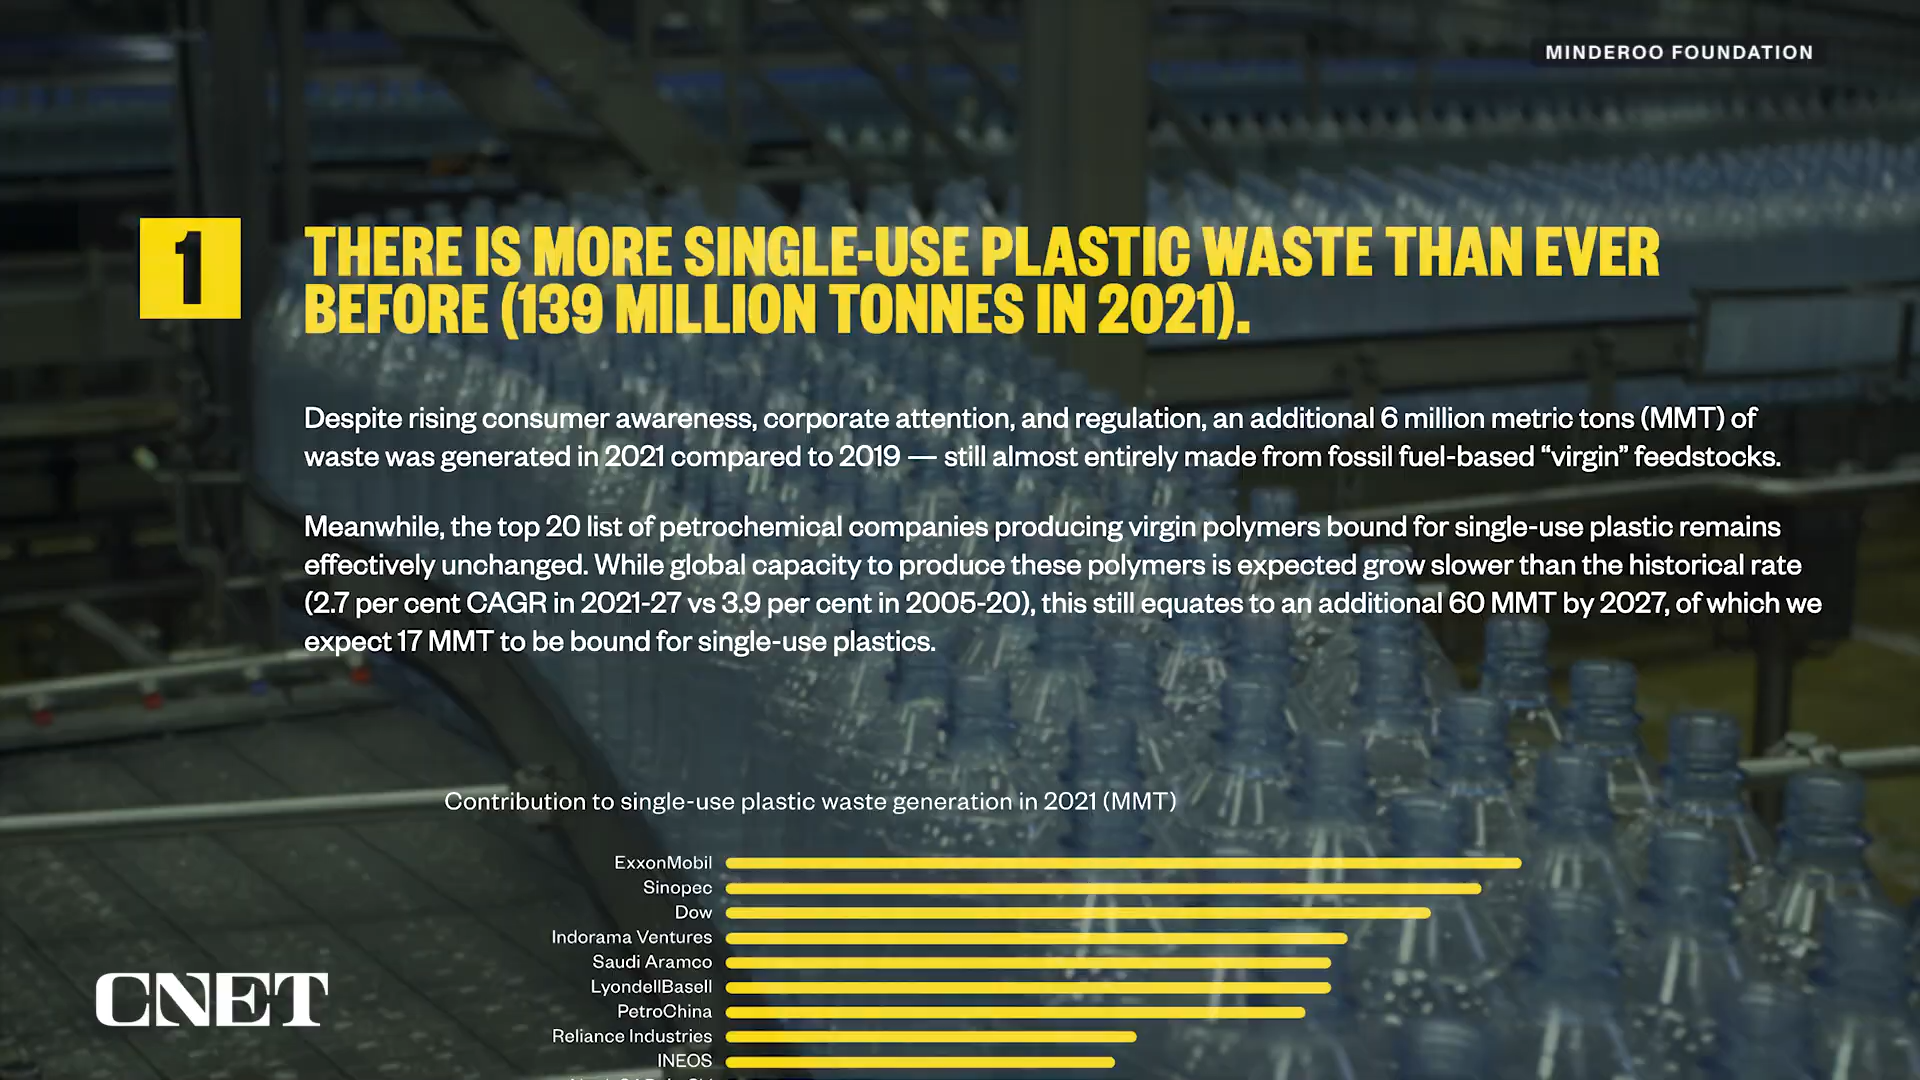 MINDEROO FOUNDATION
1
THERE IS MORE SINGLE-USE PLASTIC WASTE THAN EVER
BEFORE (139 MILLION TONNES IN 2021).
Despite rising consumer awareness, corporate attention, and regulation, an additional 6 million metric tons (MMT) of
waste was generated in 2021 compared to 2019 — still almost entirely made from fossil fuel-based “virgin” feedstocks.
Meanwhile, the top 20 list of petrochemical companies producing virgin polymers bound for single-use plastic remains
effectively unchanged. While global capacity to produce these polymers is expected grow slower than the historical rate
(2.7 per cent CAGR in 2021-27 vs 3.9 per cent in 2005-20), this still equates to an additional 60 MMT by 2027, of which we
expect 17 MMT to be bound for single-use plastics.
Contribution to single-use plastic waste generation in 2021 (MMT)
ExxonMobil
Sinopec
Dow
Indorama Ventures
Saudi Aramco
LyondellBasell
PetroChina
Reliance Industries
INEOS
CNET